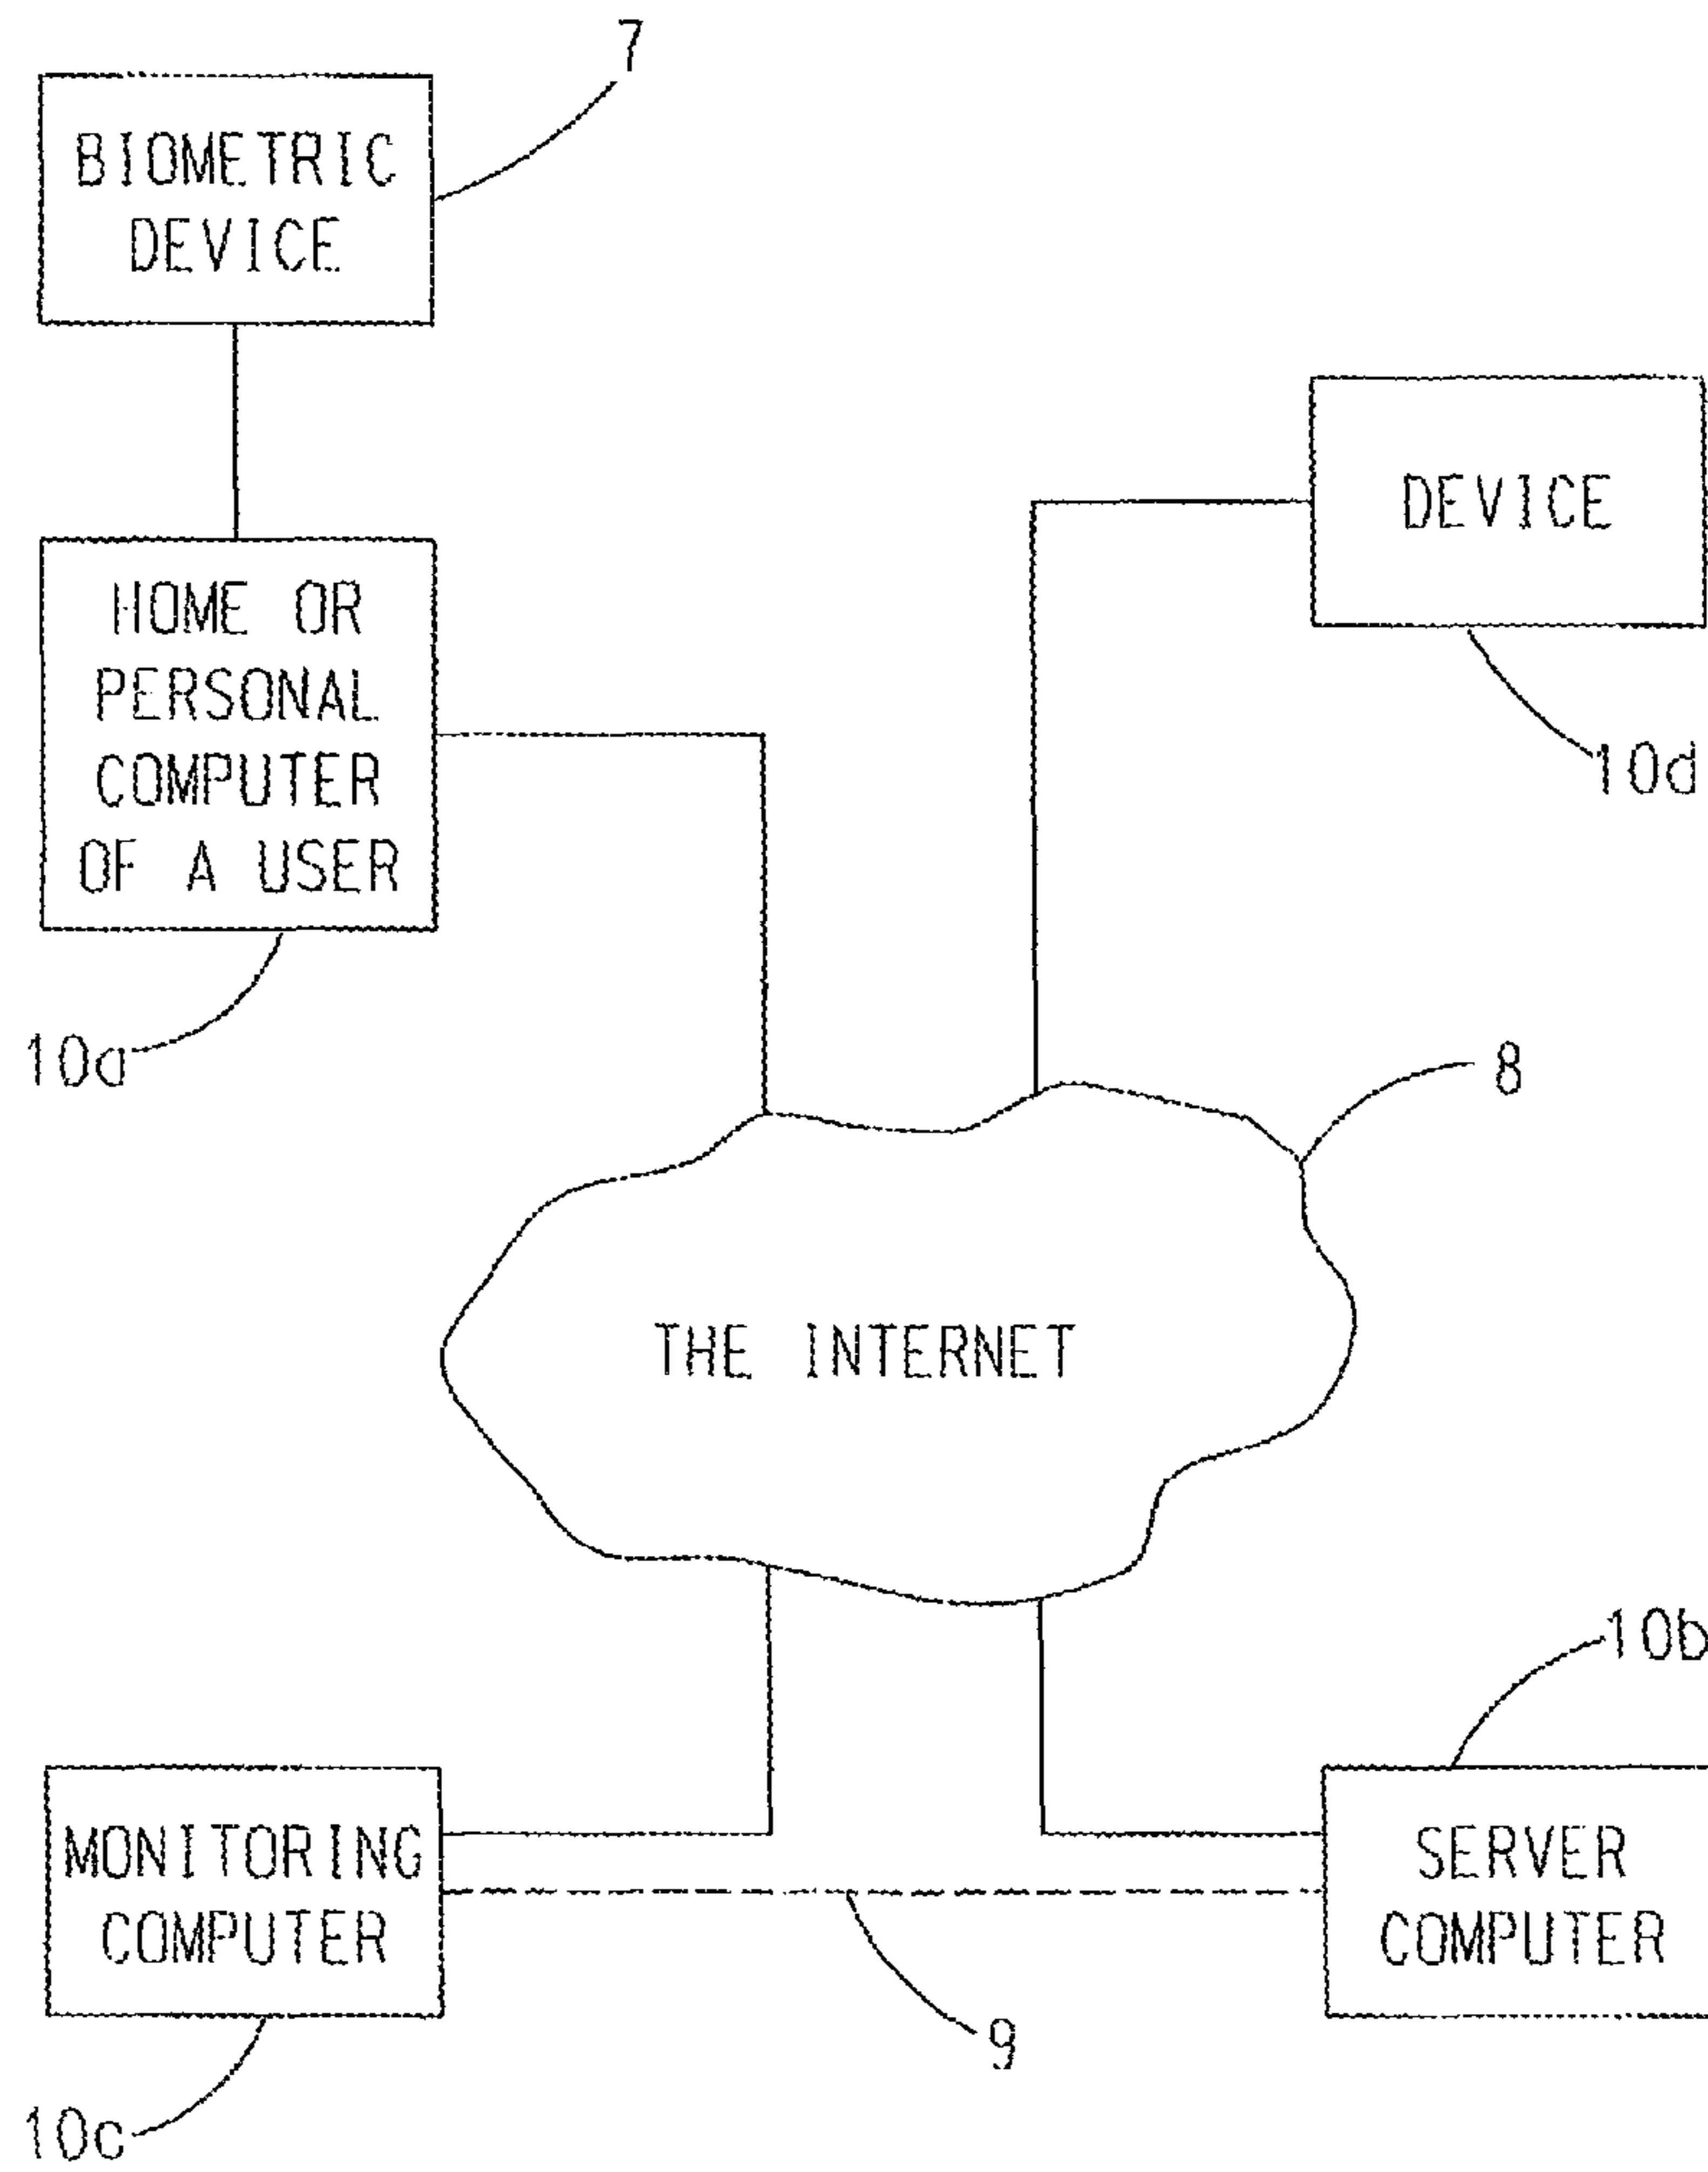 7
BIOMETRIC
DEVICE
DEVICE
HOME OR
PERSONAL
COMPUTER
OF A USER
10d
10a
8
THE INTERNET
10b
MONITORING
COMPUTER
SERVER
COMPUTER
9
10c